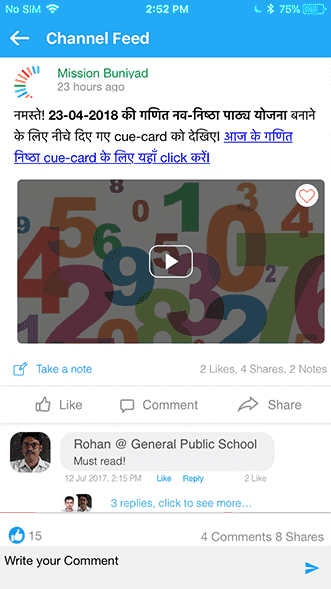 No SIM 2:52 PM 75%
Channel Feed
Mission Buniyad
23 hours ago
नमस्ते! 23-04-2018 की गणित नव-निष्ठा पाठ्य योजना बनाने
के लिए नीचे दिए गए cue-card को देखिए। आज के गणित
निष्ठा cue-card के लिए यहाँ click करें।
Take a note 2 Likes, 4 Shares, 2 Notes
Like Comment Share
Rohan @ General Public School
Must read!
12 Jul 2017, 2.15 PM Like Reply 2 Like
3 replies, click to see more...
15 4 Comments 8 Shares
Write your Comment